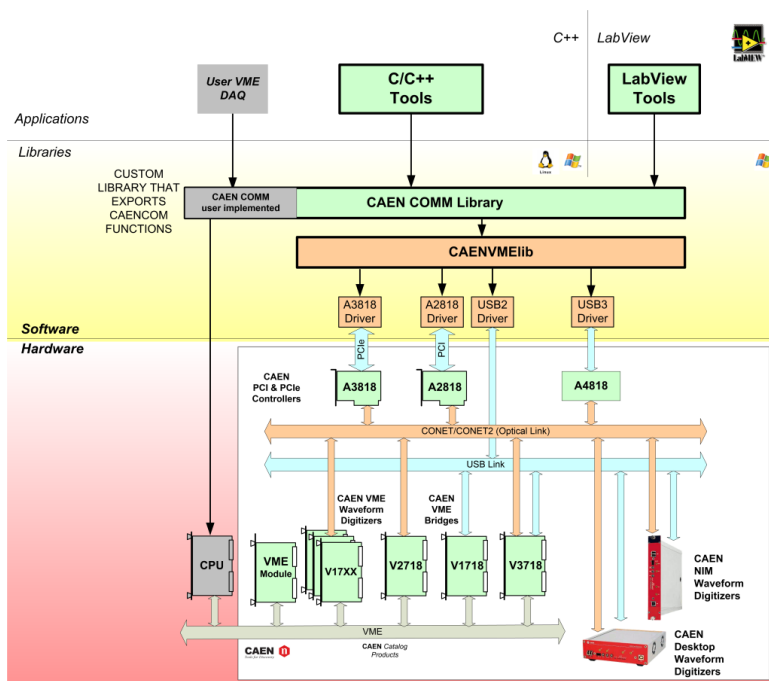 C++
LabView
LabVIEW
User VME
DAQ
C/C++
Tools
LabView
Tools
Applications
Libraries
Linux
CUSTOM
LIBRARY THAT
EXPORTS
CAENCOM
FUNCTIONS
CAEN COMM
user implemented
CAEN COMM Library
CAENVMElib
A3818
Driver
A2818
Driver
USB2
Driver
USB3
Driver
Software
Hardware
PCIe
PCI
CAEN
PCI & PCIe
Controllers
A3818
A2818
A4818
CONET/CONET2 (Optical Link)
USB Link
CAEN VME
Waveform
Digitizers
CAEN
VME
Bridges
CPU
VME
Module
V17XX
V2718
V1718
V3718
CAEN
NIM
Waveform
Digitizers
VME
CAEN
CAEN Catalog
Products
CAEN
Desktop
Waveform
Digitizers